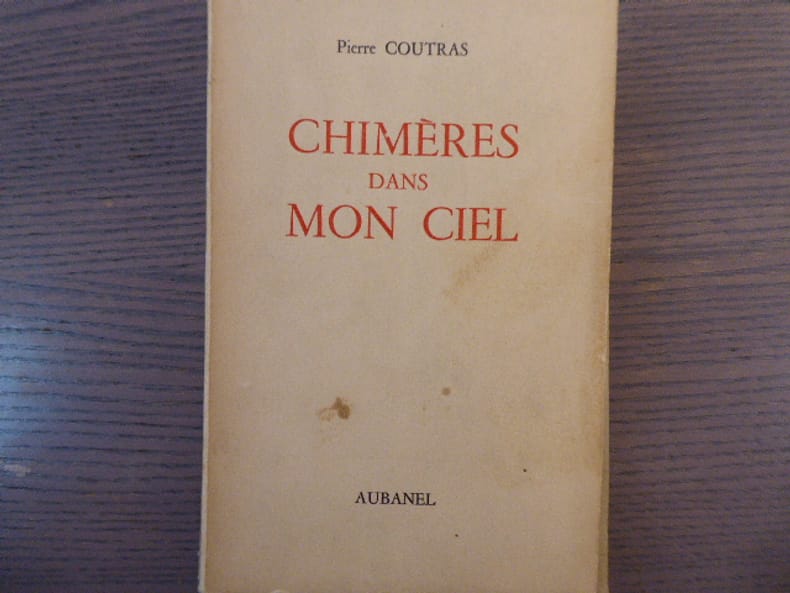 Pierre COUTRAS
CHIMÈRES
DANS
MON CIEL
AUBANEL